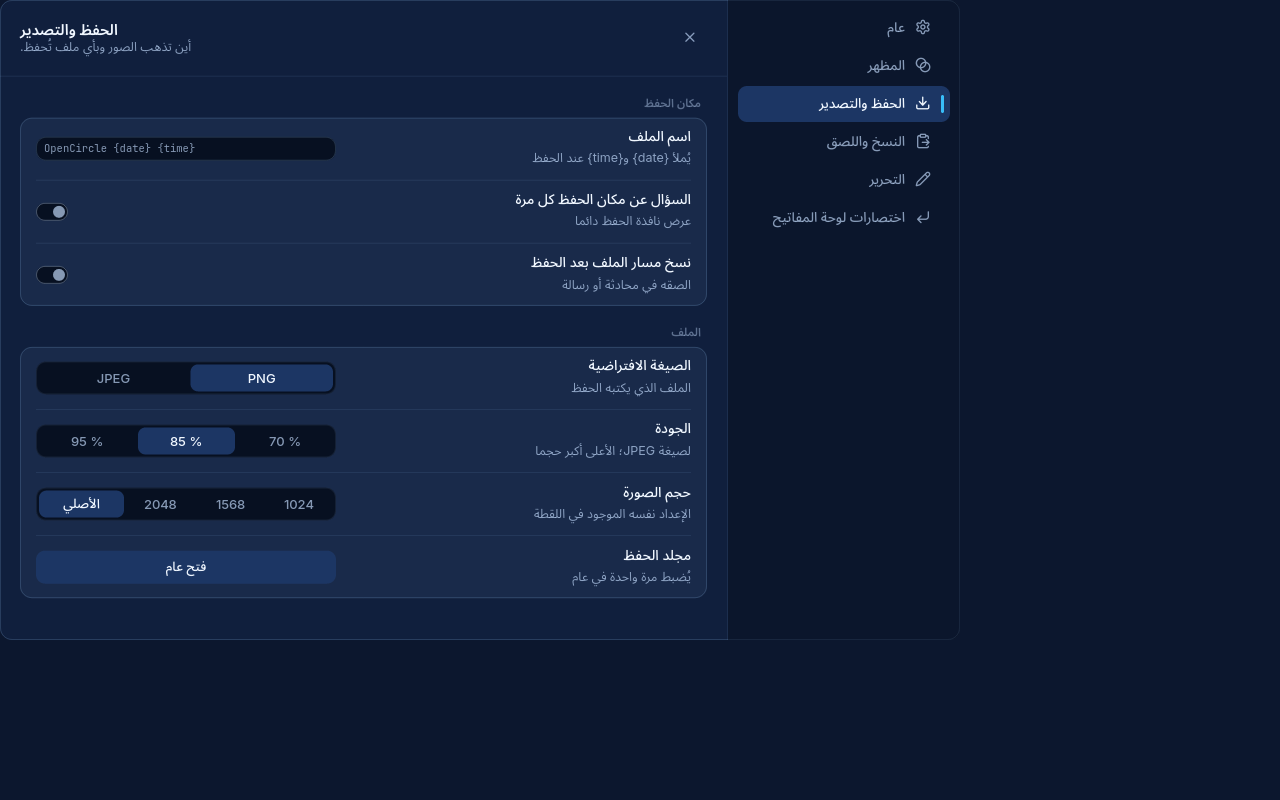 عام
المظهر
الحفظ والتصدير
النسخ واللصق
التحرير
اختصارات لوحة المفاتيح
الحفظ والتصدير
أين تذهب الصور وبأي ملف تُحفظ.
مكان الحفظ
اسم الملف
يُملأ {date} و{time} عند الحفظ
OpenCircle {date} {time}
السؤال عن مكان الحفظ كل مرة
عرض نافذة الحفظ دائما
نسخ مسار الملف بعد الحفظ
الصقه في محادثة أو رسالة
الملف
الصيغة الافتراضية
الملف الذي يكتبه الحفظ
PNG
JPEG
الجودة
لصيغة JPEG؛ الأعلى أكبر حجما
70 %
85 %
95 %
حجم الصورة
الإعداد نفسه الموجود في اللقطة
1024
1568
2048
الأصلي
مجلد الحفظ
يُضبط مرة واحدة في عام
فتح عام